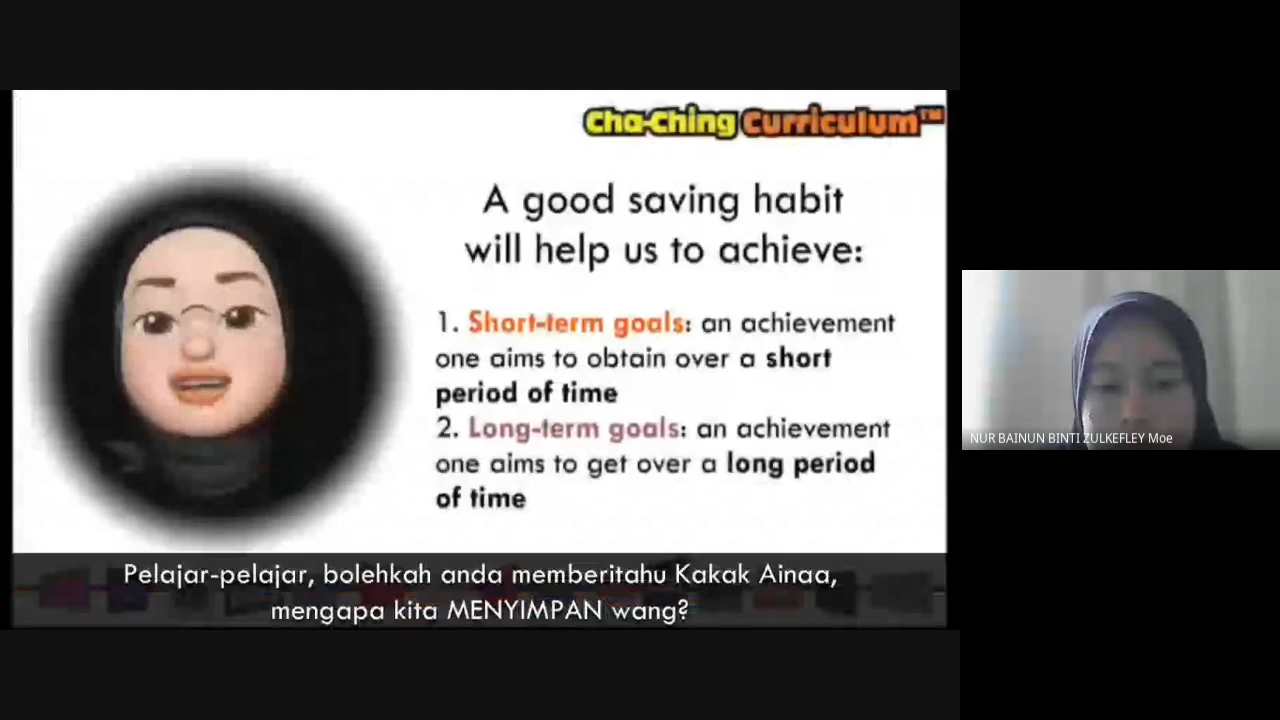 Cha-Ching Curriculum™
A good saving habit
will help us to achieve:
1. Short-term goals: an achievement
one aims to obtain over a short
period of time
2. Long-term goals: an achievement
one aims to get over a long period
of time
Pelajar-pelajar, bolehkah anda memberitahu Kakak Ainaa,
mengapa kita MENYIMPAN wang?
NUR BAINUN BINTI ZULKEFLEY Moe